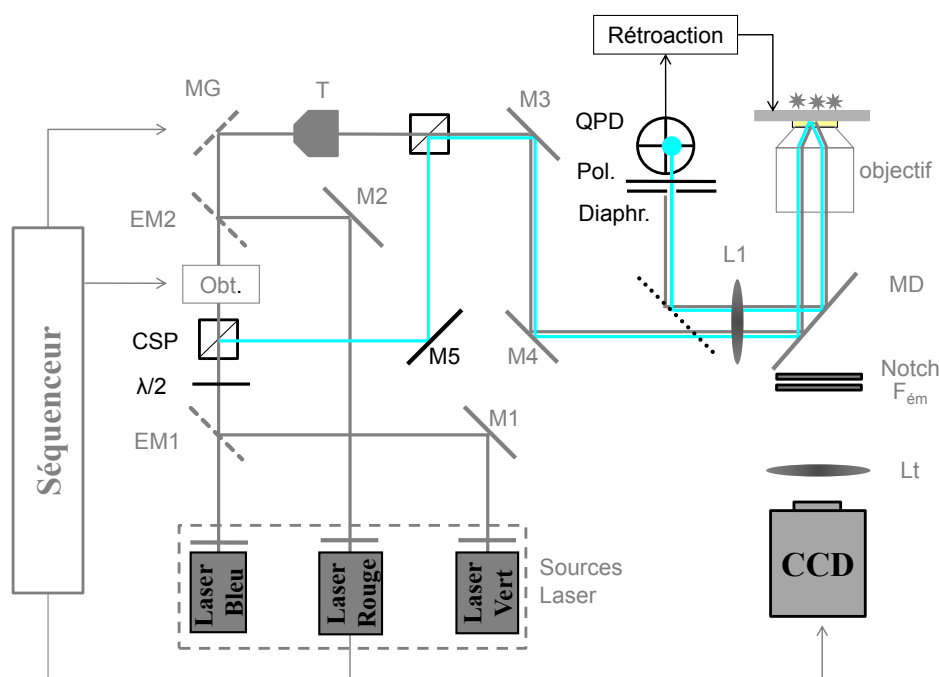 Rétroaction
MG
T
M3
QPD
Pol.
Diaphr.
objectif
EM2
M2
L1
MD
Obt.
CSP
M5
M4
λ/2
Notch
Fém
EM1
M1
Séquenceur
Lt
Laser
Bleu
Laser
Rouge
Laser
Vert
Sources
Laser
CCD